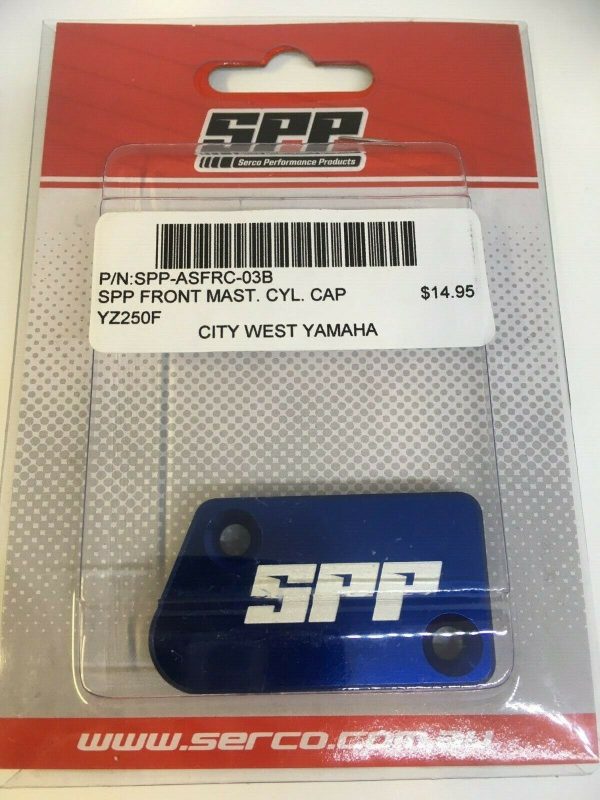 SPP
Serco Performance Products
P/N:SPP-ASFRC-03B
SPP FRONT MAST. CYL. CAP $14.95
YZ250F
CITY WEST YAMAHA
SPP
www.serco.com.au